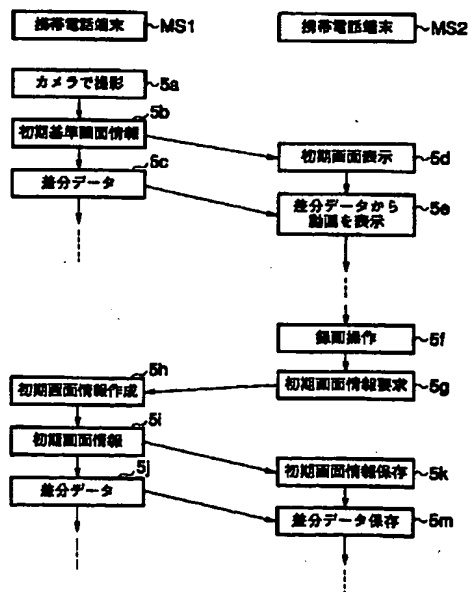 携帯電話端末 MS1
携帯電話端末 MS2
カメラで撮影 5a
初期基準画面情報 5b
差分データ 5c
初期画面表示 5d
差分データから
動画を表示 5e
録画操作 5f
初期画面情報要求 5g
初期画面情報作成 5h
初期画面情報 5i
差分データ 5j
初期画面情報保存 5k
差分データ保存 5m